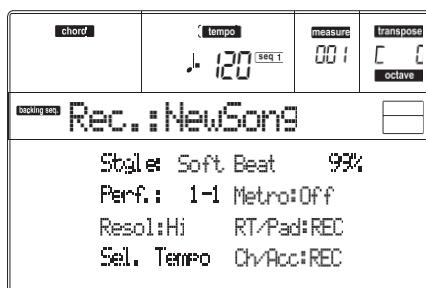 chord tempo measure transpose
♩. 120 seq 1 001 C
octave
backing seq. Rec.:NewSong
Style: Soft Beat 99%
Perf.: 1-1 Metro:Off
Resol:Hi RT/Pad:REC
Sel. Tempo Ch/Acc:REC